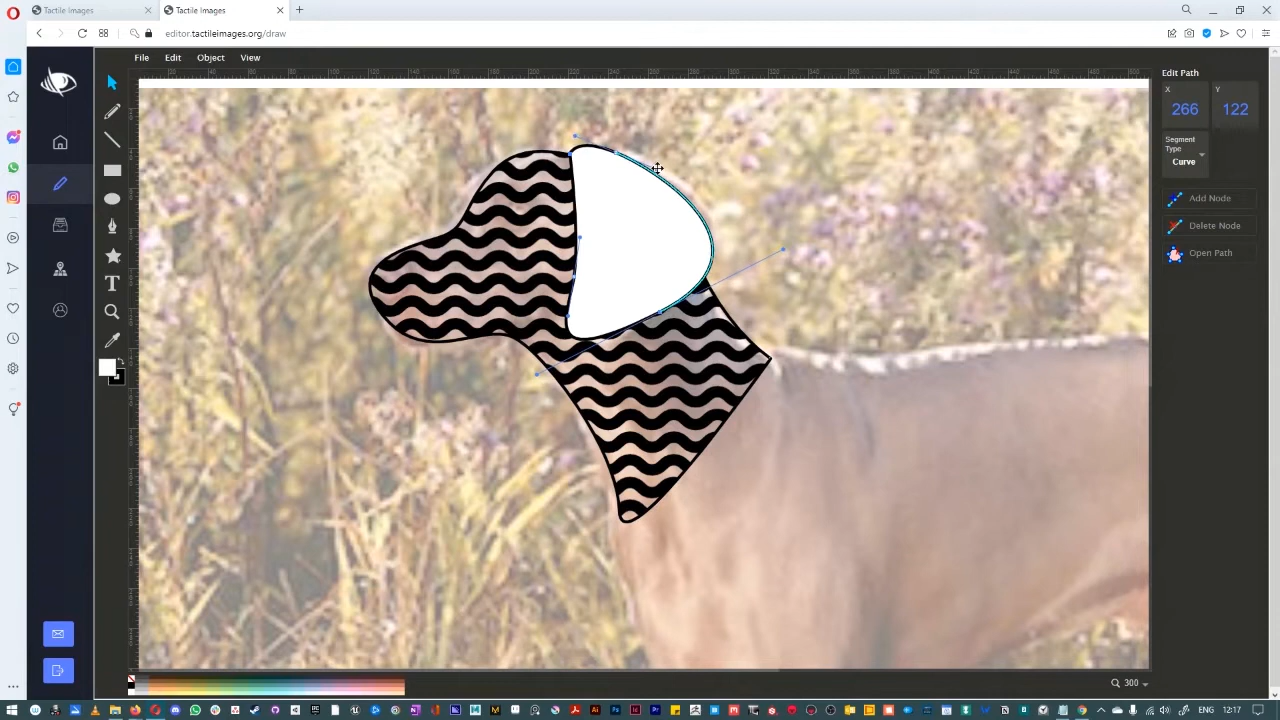 Tactile Images
Tactile Images
editor.tactileimages.org/draw
File Edit Object View
Edit Path
X Y
266 122
Segment
Type
Curve
Add Node
Delete Node
Open Path
T
300
ENG 12:17